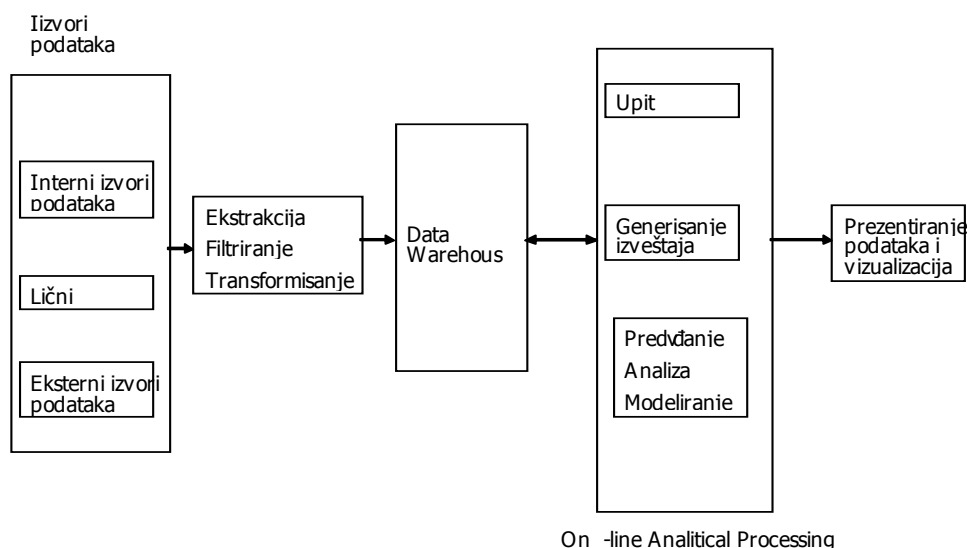 Iizvori
podataka
Interni izvori
podataka
Lični
Eksterni izvori
podataka
Ekstrakcija
Filtriranje
Transformisanje
Data
Warehous
Upit
Generisanje
izveštaja
Predvđanje
Analiza
Modeliranje
Prezentiranje
podataka i
vizualizacija
On -line Analitical Processing